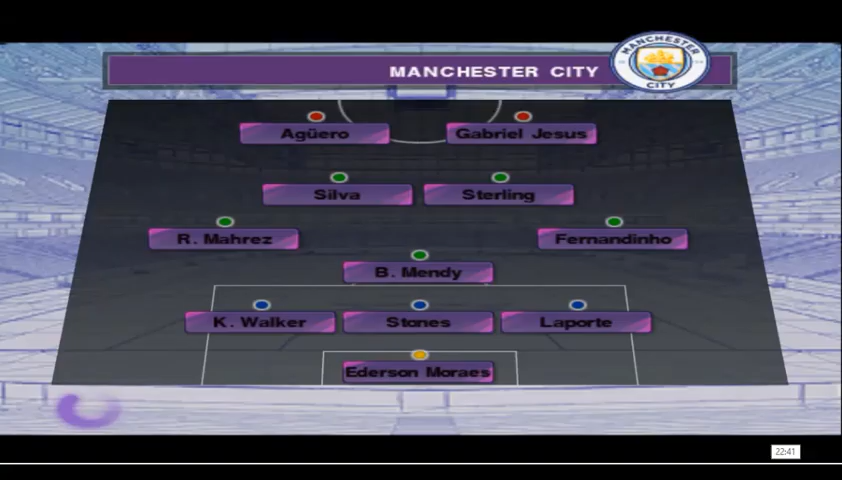 MANCHESTER CITY
MANCHESTER
CITY
Agüero
Gabriel Jesus
Silva
Sterling
R. Mahrez
Fernandinho
B. Mendy
K. Walker
Stones
Laporte
Ederson Moraes
22:41